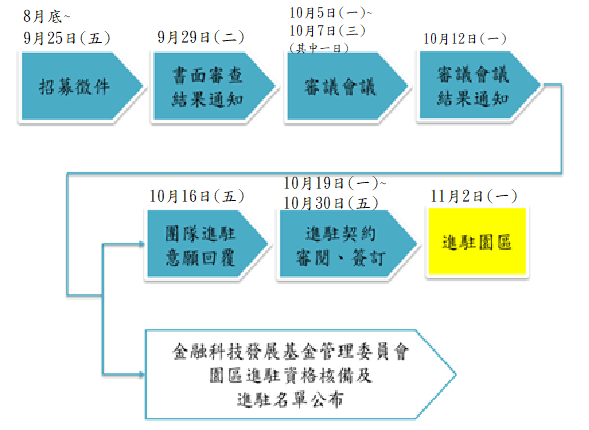 8月底~
9月25日(五)
招募徵件
9月29日(二)
書面審查
結果通知
10月5日(一)~
10月7日(三)
(其中一日)
審議會議
10月12日(一)
審議會議
結果通知
10月16日(五)
團隊進駐
意願回覆
10月19日(一)~
10月30日(五)
進駐契約
審閱、簽訂
11月2日(一)
進駐園區
金融科技發展基金管理委員會
園區進駐資格核備及
進駐名單公布